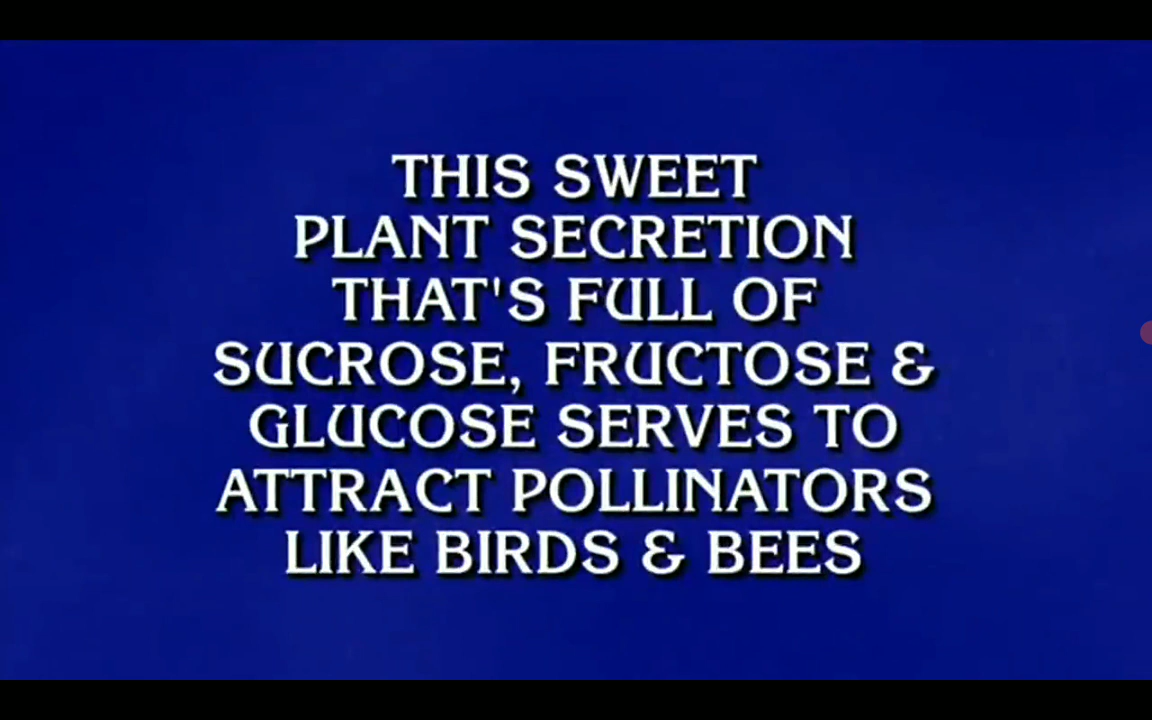 THIS SWEET
PLANT SECRETION
THAT'S FULL OF
SUCROSE, FRUCTOSE &
GLUCOSE SERVES TO
ATTRACT POLLINATORS
LIKE BIRDS & BEES